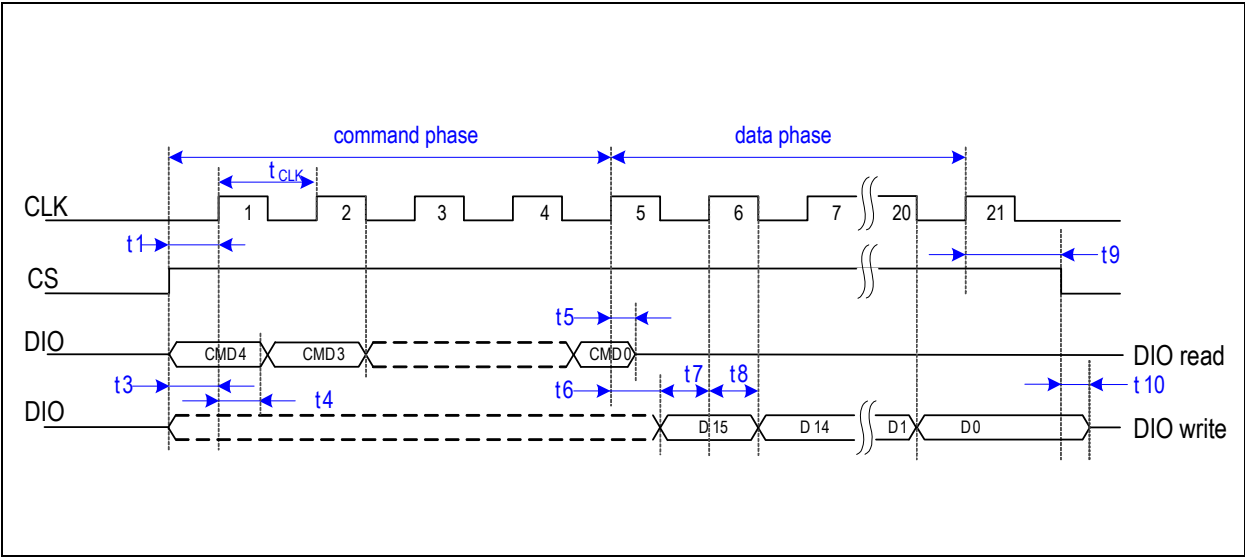 command phase data phase
t CLK
CLK 1 2 3 4 5 6 7 20 21
t1 t9
CS
t5
DIO CMD4 CMD3 CMD0 DIO read
t3 t4 t6 t7 t8 t10
DIO D15 D14 D1 D0 DIO write